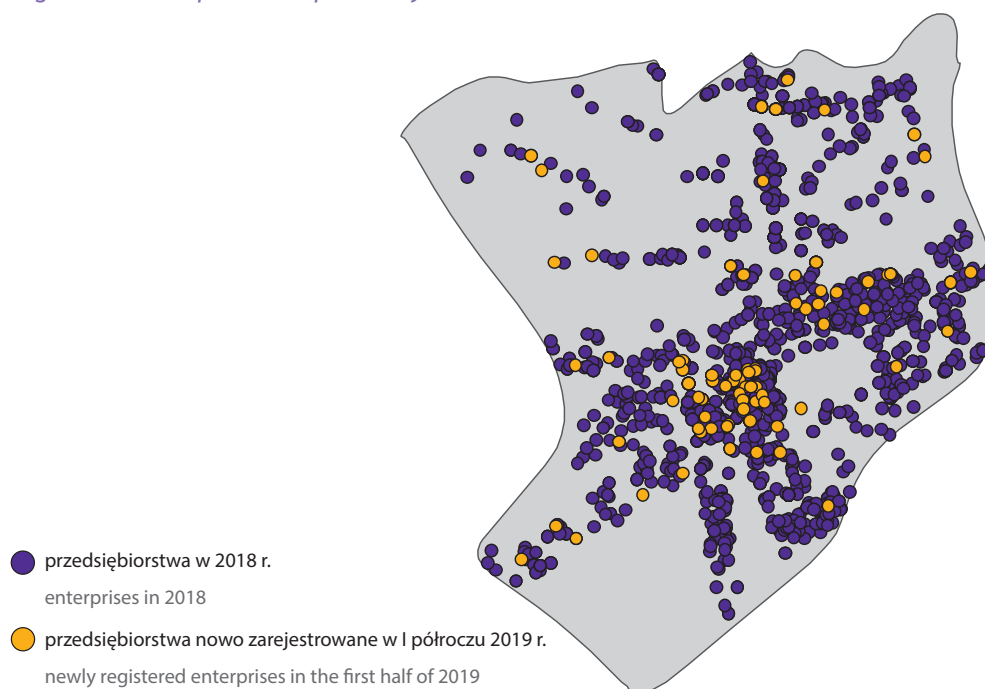 przedsiębiorstwa w 2018 r.
enterprises in 2018
przedsiębiorstwa nowo zarejestrowane w I półroczu 2019 r.
newly registered enterprises in the first half of 2019